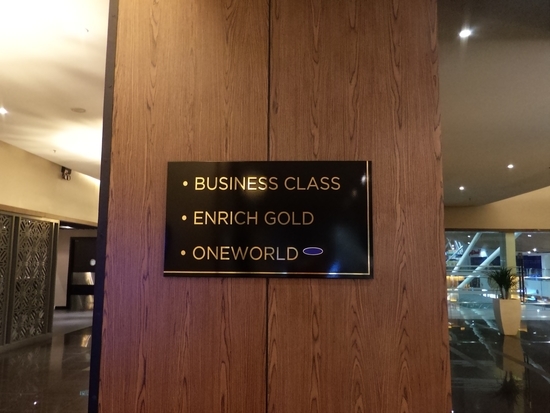 • BUSINESS CLASS
• ENRICH GOLD
• ONEWORLD